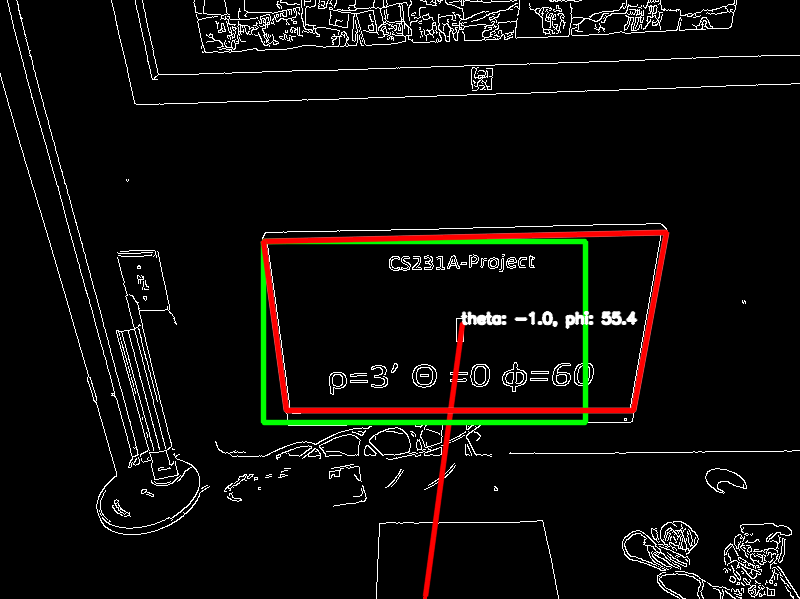 CS231A-Project
theta: -1.0, phi: 55.4
ρ=3’ Θ =0 ϕ=60